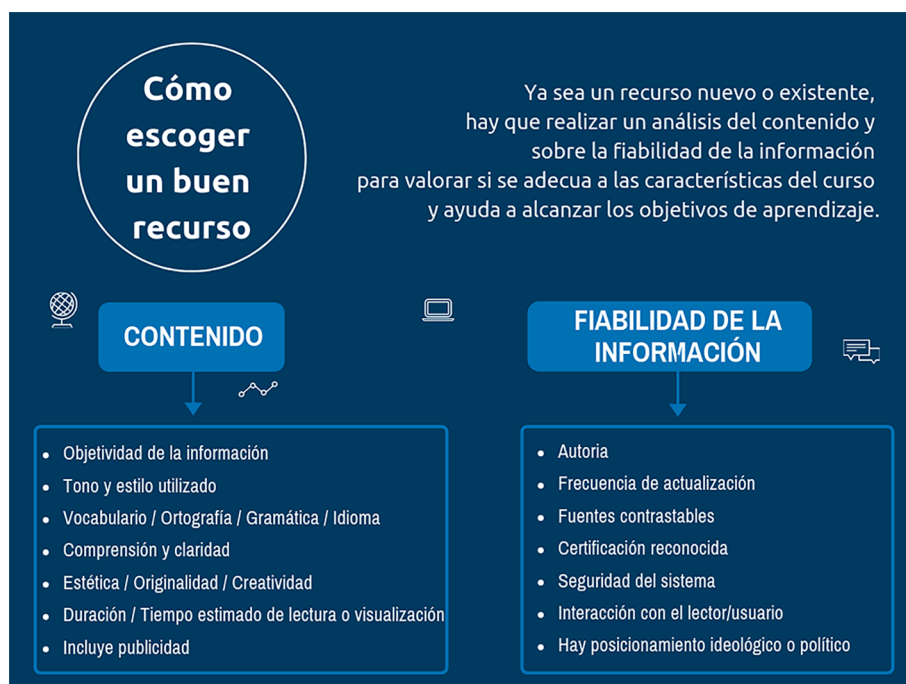 Cómo
escoger
un buen
recurso
Ya sea un recurso nuevo o existente,
hay que realizar un análisis del contenido y
sobre la fiabilidad de la información
para valorar si se adecua a las características del curso
y ayuda a alcanzar los objetivos de aprendizaje.
CONTENIDO
• Objetividad de la información
• Tono y estilo utilizado
• Vocabulario / Ortografía / Gramática / Idioma
• Comprensión y claridad
• Estética / Originalidad / Creatividad
• Duración / Tiempo estimado de lectura o visualización
• Incluye publicidad
FIABILIDAD DE LA
INFORMACIÓN
• Autoria
• Frecuencia de actualización
• Fuentes contrastables
• Certificación reconocida
• Seguridad del sistema
• Interacción con el lector/usuario
• Hay posicionamiento ideológico o político